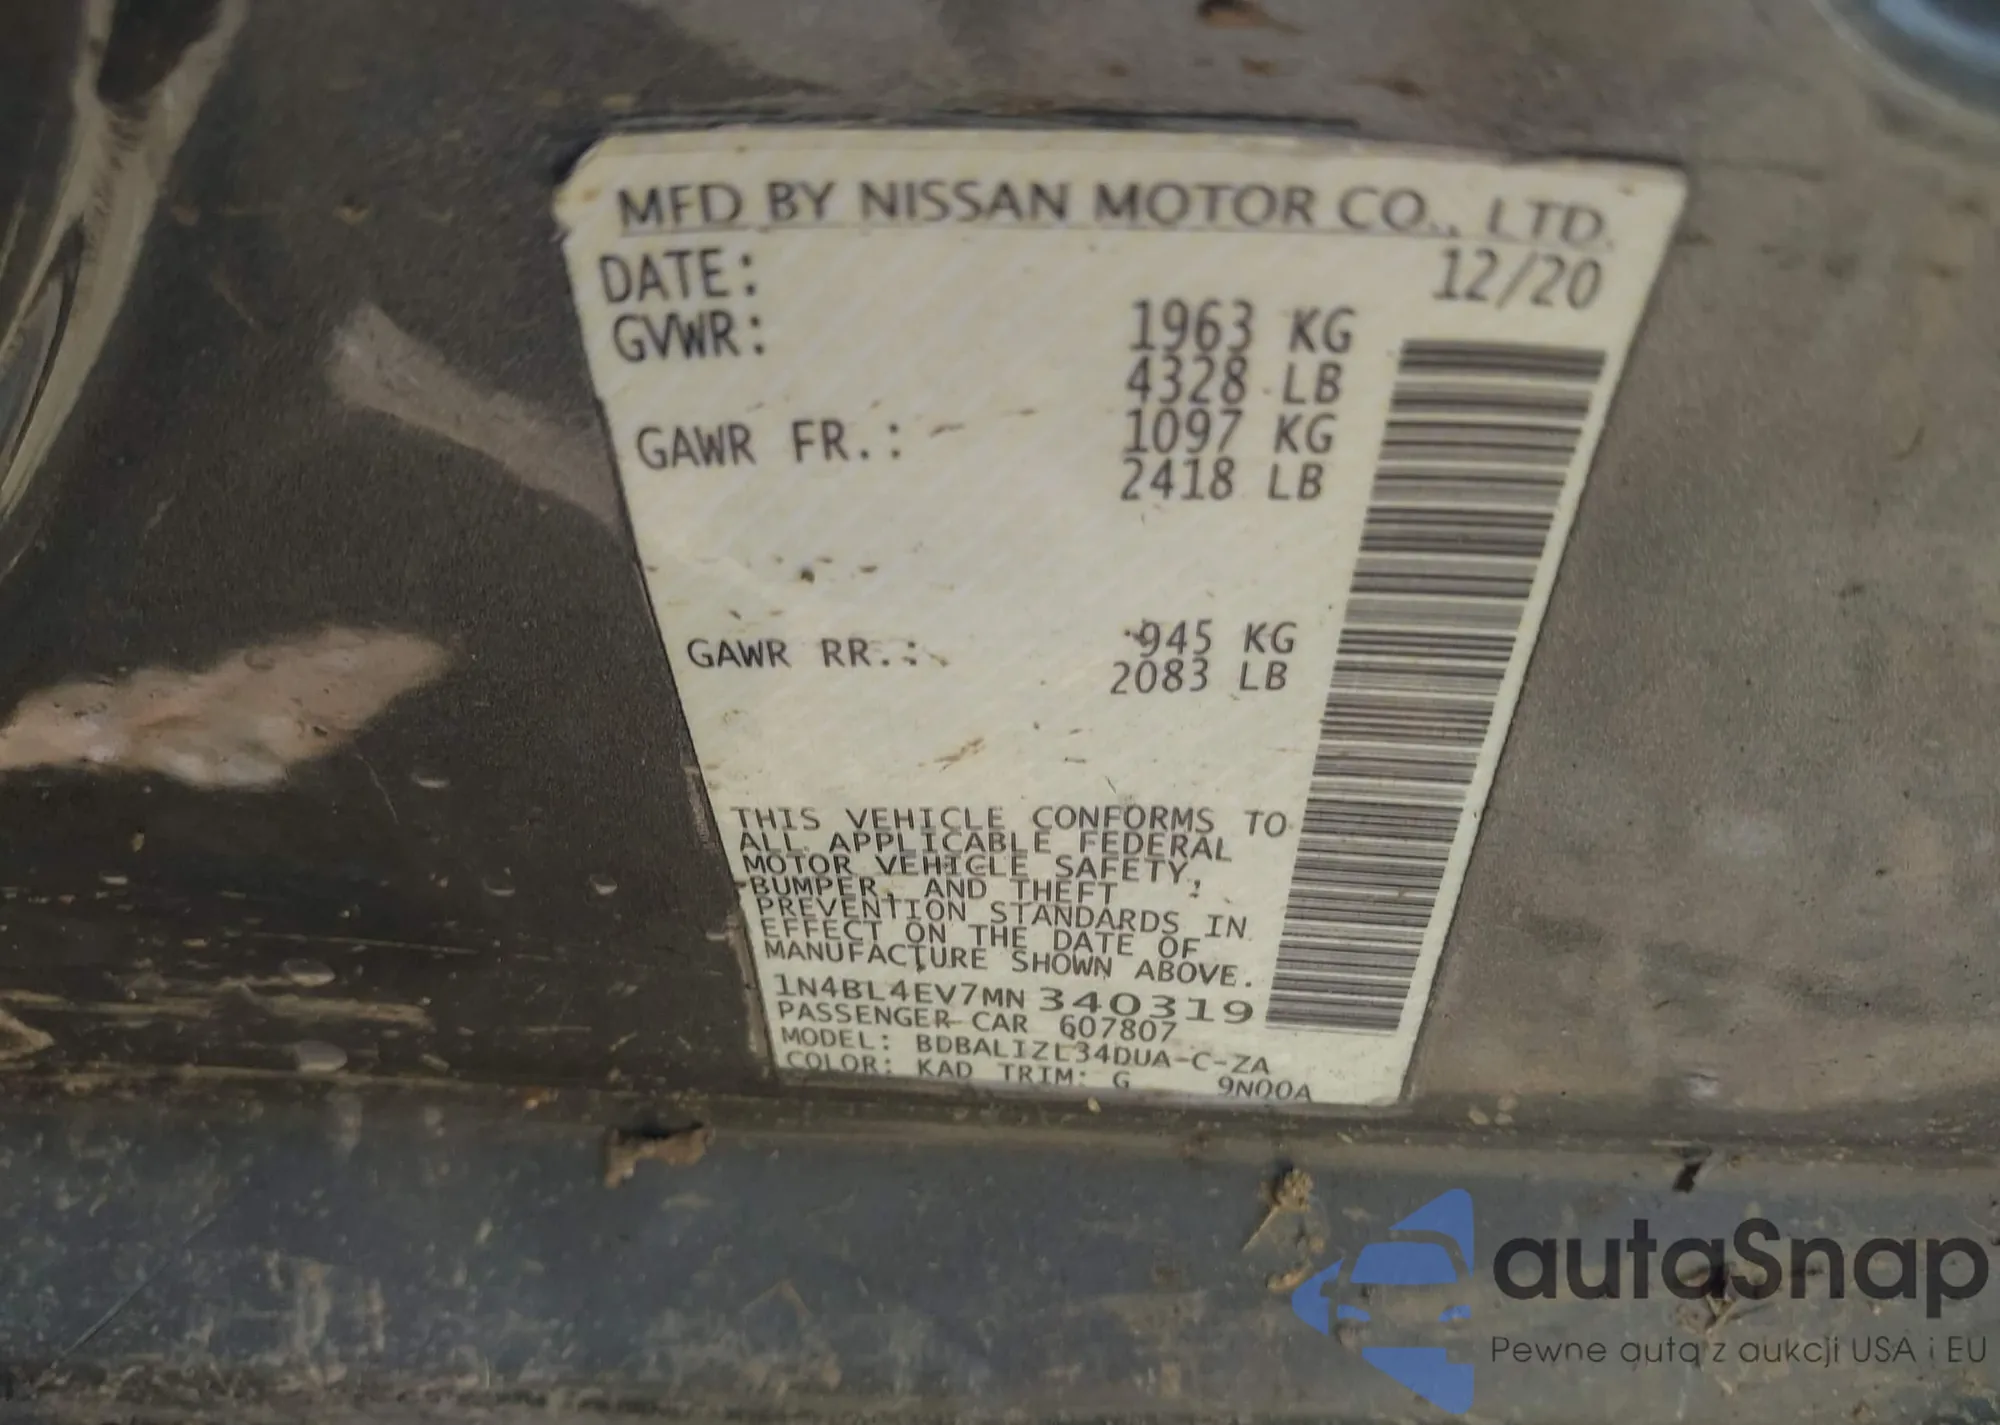 MFD BY NISSAN MOTOR CO., LTD.
DATE: 12/20
GVWR: 1963 KG
4328 LB
GAWR FR.: 1097 KG
2418 LB
GAWR RR.: 945 KG
2083 LB
THIS VEHICLE CONFORMS TO
ALL APPLICABLE FEDERAL
MOTOR VEHICLE SAFETY,
BUMPER, AND THEFT
PREVENTION STANDARDS IN
EFFECT ON THE DATE OF
MANUFACTURE SHOWN ABOVE.
1N4BL4EV7MN340319
PASSENGER CAR 607807
MODEL: BDBALIZL34DUA-C-ZA
COLOR: KAD TRIM: G 9N00A
autaSnap
Pewne auta z aukcji USA i EU